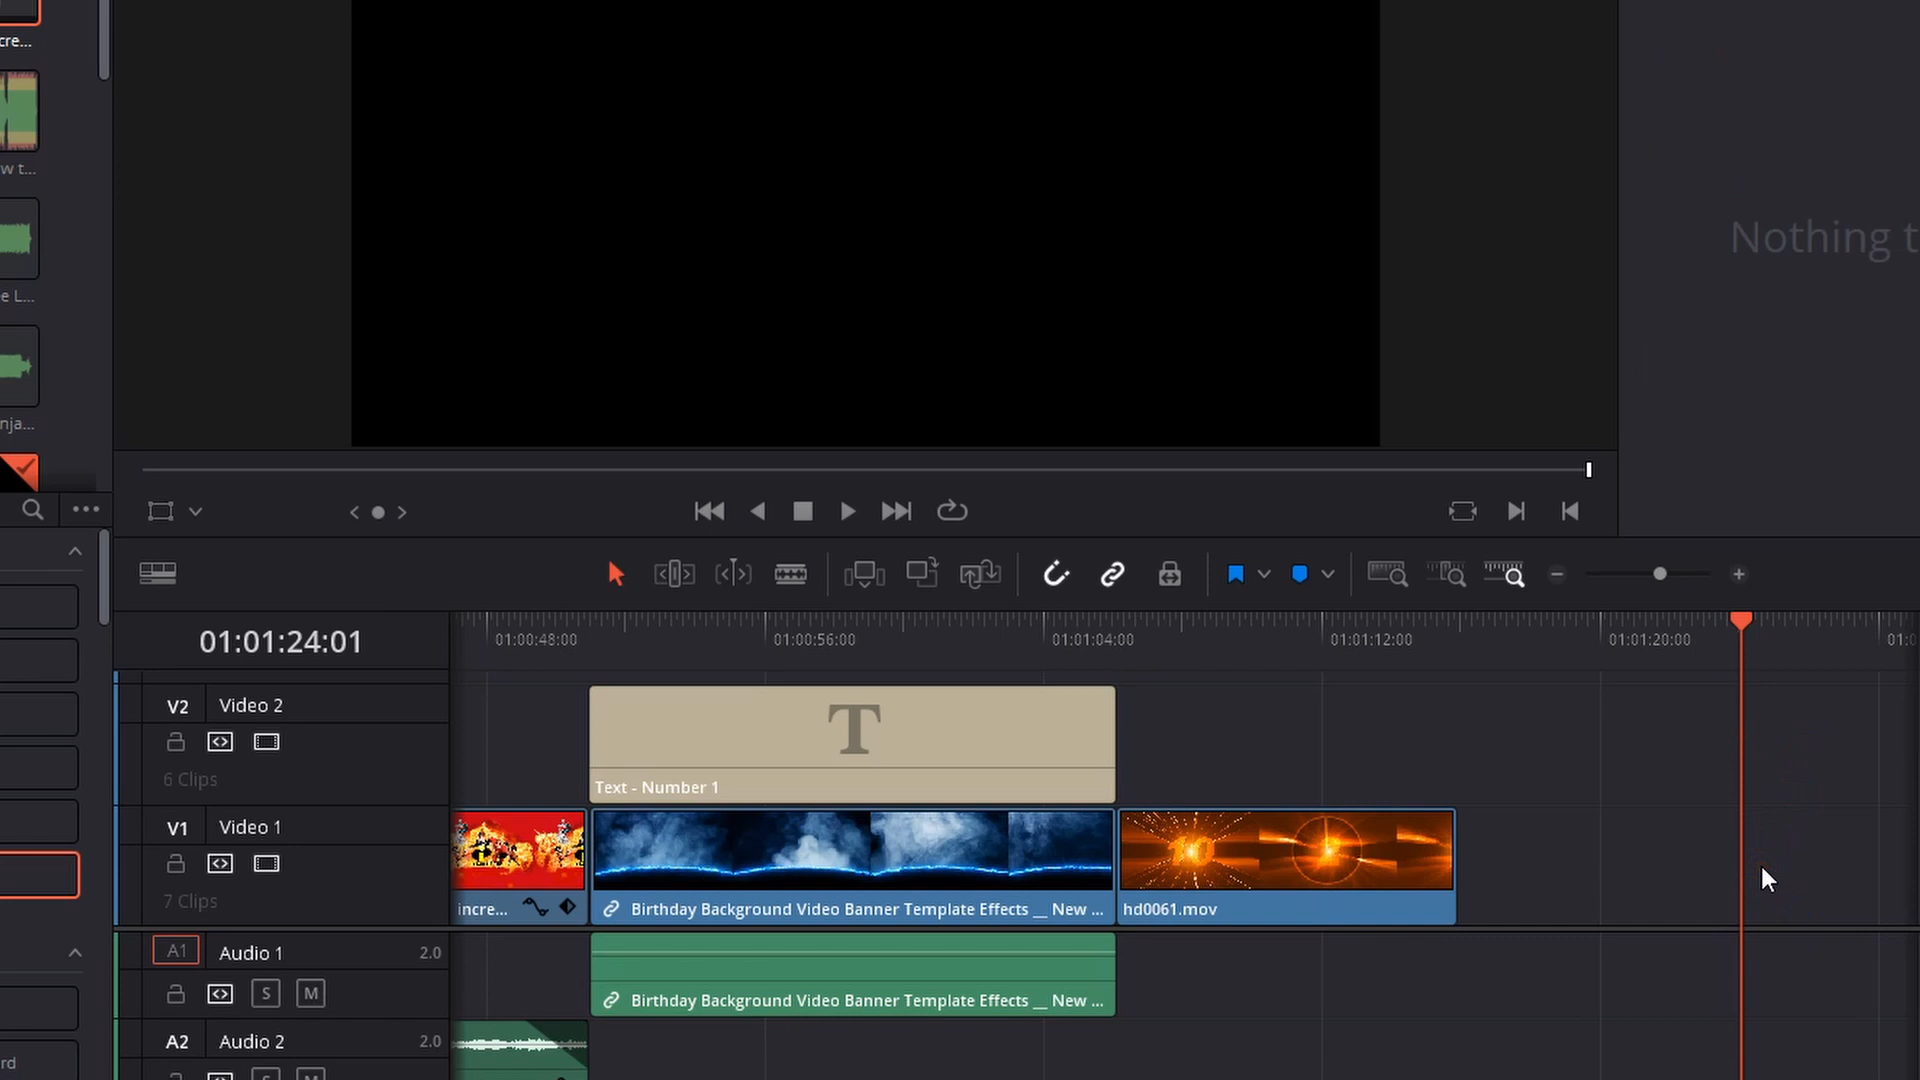 cre...
w t...
Nothing t
e L...
nja...
01:01:24:01
01:00:48:00
01:00:56:00
01:01:04:00
01:01:12:00
01:01:20:00
01:0
V2 Video 2
6 Clips
T
Text - Number 1
V1 Video 1
7 Clips
10
incre...
Birthday Background Video Banner Template Effects __ New ...
hd0061.mov
A1 Audio 1 2.0
S M
Birthday Background Video Banner Template Effects __ New ...
A2 Audio 2 2.0
S M
rd